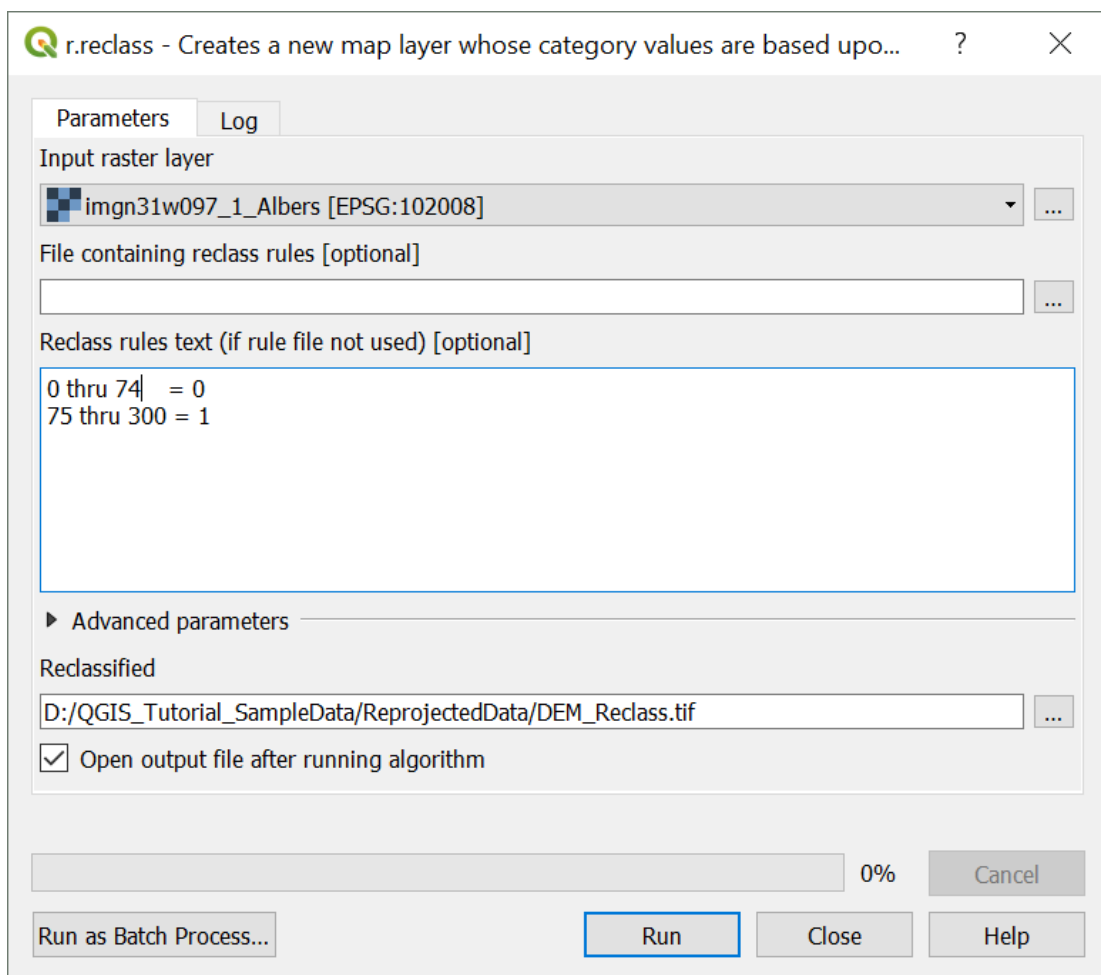 r.reclass - Creates a new map layer whose category values are based upo... ?
Parameters Log
Input raster layer
imgn31w097_1_Albers [EPSG:102008] ...
File containing reclass rules [optional]
...
Reclass rules text (if rule file not used) [optional]
0 thru 74 = 0
75 thru 300 = 1
Advanced parameters
Reclassified
D:/QGIS_Tutorial_SampleData/ReprojectedData/DEM_Reclass.tif ...
Open output file after running algorithm
0% Cancel
Run as Batch Process... Run Close Help